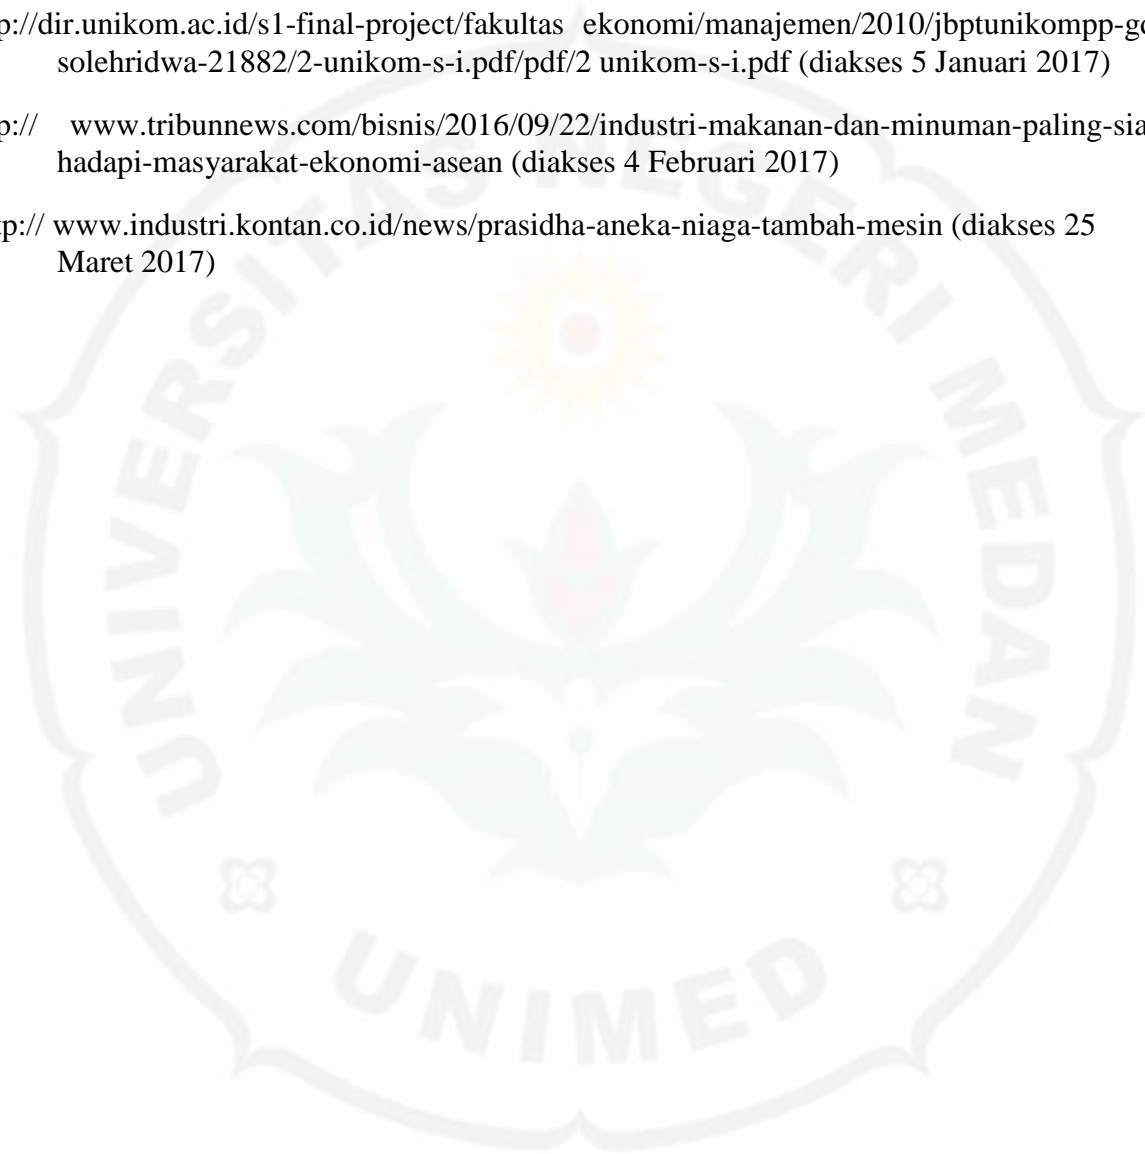 p://dir.unikom.ac.id/s1-final-project/fakultas ekonomi/manajemen/2010/jbptunikompp-gd
solehridwa-21882/2-unikom-s-i.pdf/pdf/2 unikom-s-i.pdf (diakses 5 Januari 2017)
p:// www.tribunnews.com/bisnis/2016/09/22/industri-makanan-dan-minuman-paling-sia
hadapi-masyarakat-ekonomi-asean (diakses 4 Februari 2017)
tp:// www.industri.kontan.co.id/news/prasidha-aneka-niaga-tambah-mesin (diakses 25
Maret 2017)
UNIVERSITAS NEGERI MEDAN
UNIMED